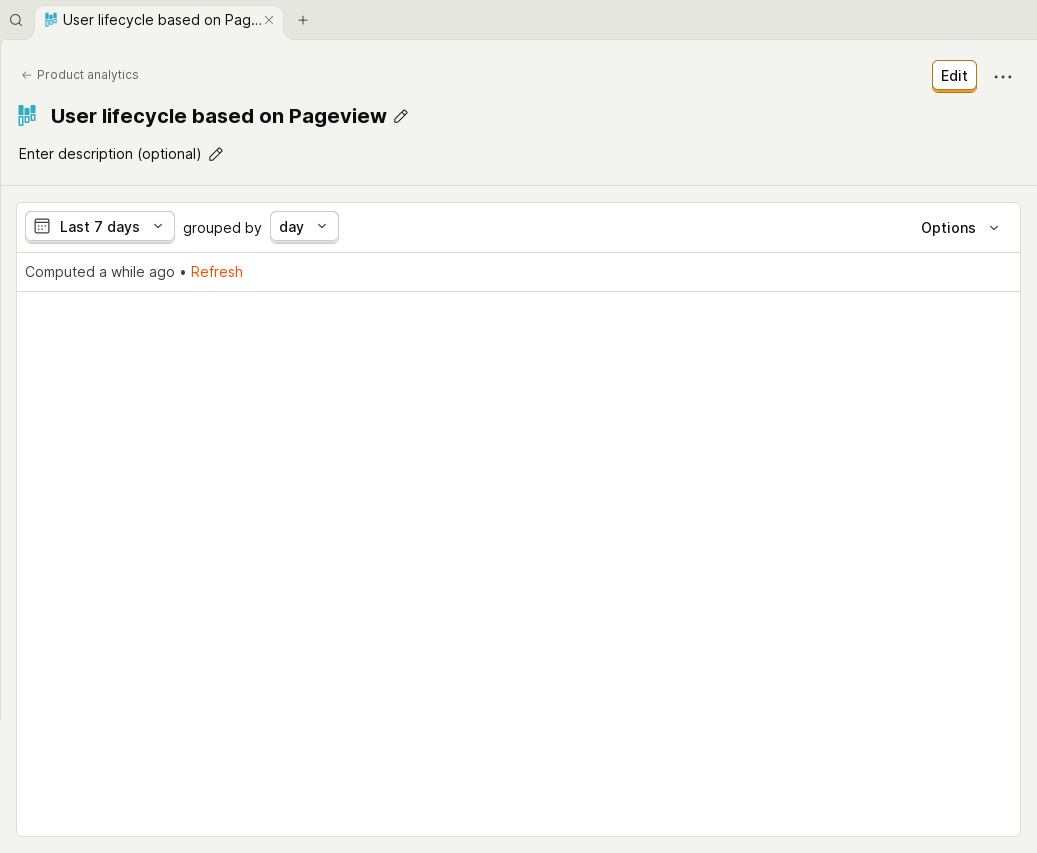 User lifecycle based on Pag...
Product analytics
Edit
User lifecycle based on Pageview
Enter description (optional)
Last 7 days grouped by day Options
Computed a while ago • Refresh